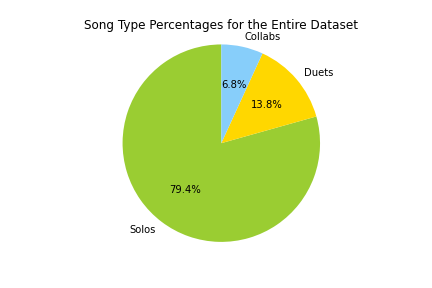 Song Type Percentages for the Entire Dataset
Collabs
Duets
6.8%
13.8%
79.4%
Solos